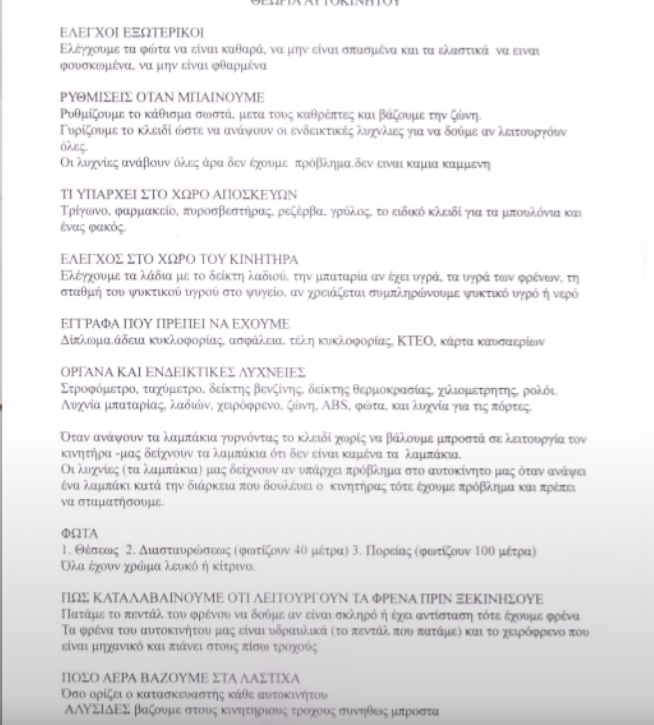 ΘΕΩΡΙΑ ΑΥΤΟΚΙΝΗΤΟΥ
ΕΛΕΓΧΟΙ ΕΞΩΤΕΡΙΚΟΙ
Ελέγχουμε τα φώτα να είναι καθαρά, να μην είναι σπασμένα και τα ελαστικά να ειναι
φουσκωμένα, να μην είναι φθαρμένα
ΡΥΘΜΙΣΕΙΣ ΟΤΑΝ ΜΠΑΙΝΟΥΜΕ
Ρυθμίζουμε το κάθισμα σωστά, μετα τους καθρέπτες και βάζουμε την ζώνη.
Γυρίζουμε το κλειδί ώστε να ανάψουν οι ενδεικτικές λυχνλιες για να δούμε αν λειτουργόυν
όλες.
Οι λυχνίες ανάβουν όλες άρα δεν έχουμε πρόβλημα.δεν ειναι καμια καμμενη
ΤΙ ΥΠΑΡΧΕΙ ΣΤΟ ΧΩΡΟ ΑΠΟΣΚΕΥΩΝ
Τρίγωνο, φαρμακείο, πυροσβεστήρας, ρεζέρβα, γρύλος, το ειδικό κλειδί για τα μπουλόνια και
ένας φακός.
ΕΛΕΓΧΟΣ ΣΤΟ ΧΩΡΟ ΤΟΥ ΚΙΝΗΤΗΡΑ
Ελέγχουμε τα λάδια με το δείκτη λαδιού, την μπαταρία αν έχει υγρά, τα υγρά των φρένων, τη
σταθμή του ψυκτικού υγρού στο ψυγείο, αν χρειάζεται συμπληρώνουμε ψυκτικό υγρό ή νερό
ΕΓΓΡΑΦΑ ΠΟΥ ΠΡΕΠΕΙ ΝΑ ΕΧΟΥΜΕ
Δίπλωμα.άδεια κυκλοφορίας, ασφάλεια, τέλη κυκλοφορίας, ΚΤΕΟ, κάρτα καυσαερίων
ΟΡΓΑΝΑ ΚΑΙ ΕΝΔΕΙΚΤΙΚΕΣ ΛΥΧΝΕΙΕΣ
Στροφόμετρο, ταχύμετρο, δείκτης βενζίνης, δείκτης θερμοκρασίας, χιλιομετρητης, ρολόι.
Λυχνία μπαταρίας, λαδιών, χειρόφρενο, ζώνη, ABS, φώτα, και λυχνία για τις πόρτες.
Όταν ανάψουν τα λαμπάκια γυρνόντας το κλειδί χωρίς να βάλουμε μπροστά σε λειτουργία τον
κινητήρα -μας δείχνουν τα λαμπάκια ότι δεν είναι καμένα τα λαμπάκια.
Οι λυχνίες (τα λαμπάκια) μας δείχνουν αν υπάρχει πρόβλημα στο αυτοκίνητο μας όταν ανάψει
ένα λαμπάκι κατά την διάρκεια που δουλέυει ο κινητήρας τότε έχουμε πρόβλημα και πρέπει
να σταματήσουμε.
ΦΩΤΑ
1. Θέσεως 2. Διασταυρώσεως (φωτίζουν 40 μέτρα) 3. Πορείας (φωτίζουν 100 μέτρα)
Όλα έχουν χρώμα λευκό ή κίτρινο.
ΠΩΣ ΚΑΤΑΛΑΒΑΙΝΟΥΜΕ ΟΤΙ ΛΕΙΤΟΥΡΓΟΥΝ ΤΑ ΦΡΕΝΑ ΠΡΙΝ ΞΕΚΙΝΗΣΟΥΕ
Πατάμε το πεντάλ του φρένου να δούμε αν είναι σκληρό ή έχει αντίσταση τότε έχουμε φρένα
Τα φρένα του αυτοκινήτου μας είναι υδραυλικά (το πεντάλ που πατάμε) και το χειρόφρενο που
είναι μηχανικό και πιάνει στους πίσω τροχούς
ΠΟΣΟ ΑΕΡΑ ΒΑΖΟΥΜΕ ΣΤΑ ΛΑΣΤΙΧΑ
Όσο ορίζει ο κατασκευαστής κάθε αυτοκινήτου
ΑΛΥΣΙΔΕΣ βαζουμε στους κινητηριους τροχους συνηθως μπροστα